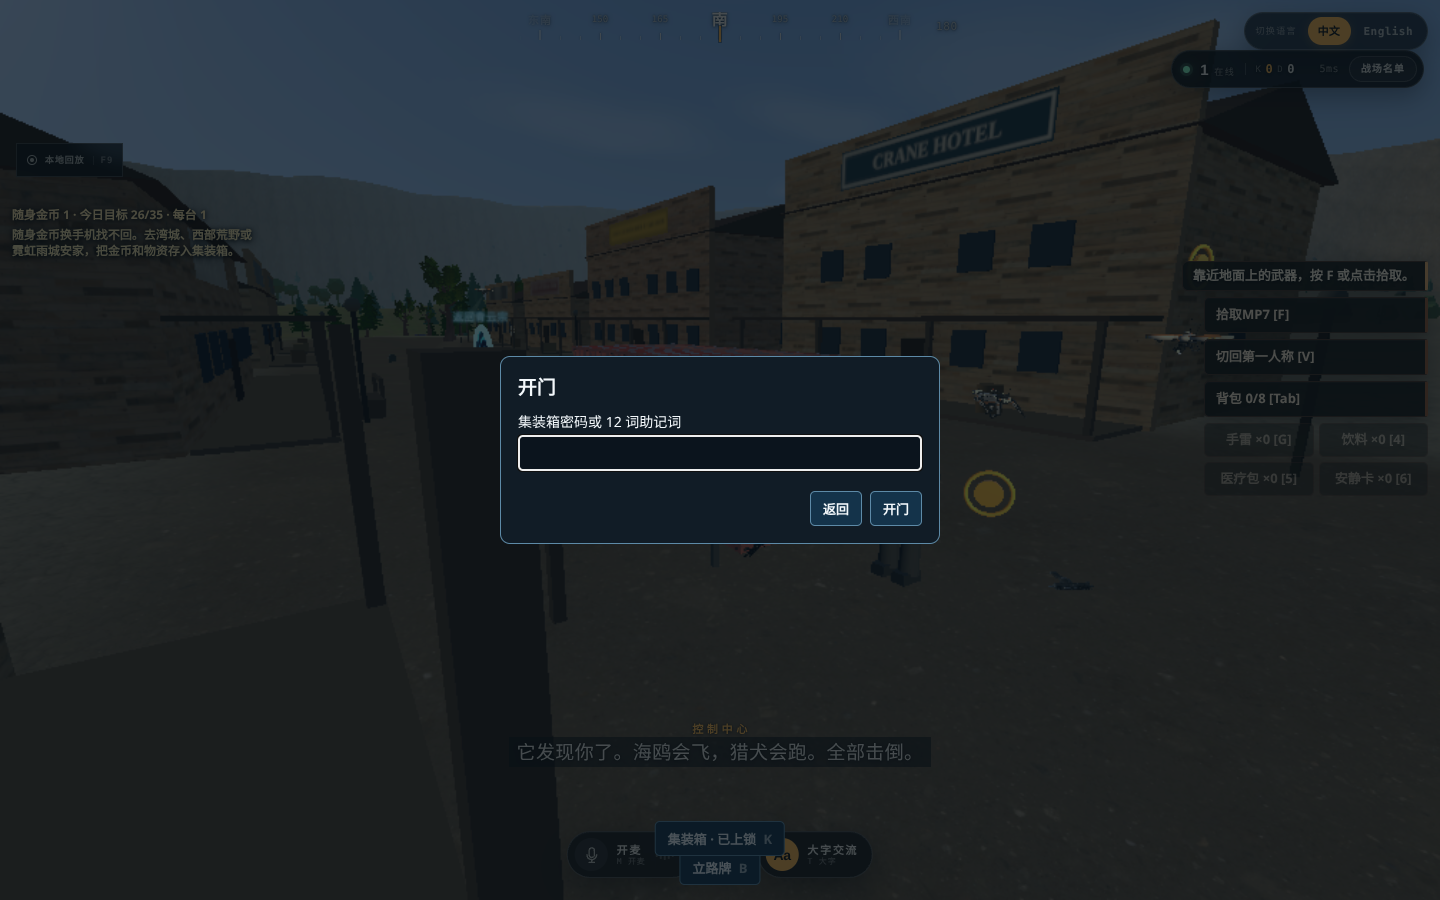 南
切换语言 中文 English
1 在线 K 0 D 0 5ms 战场名单
CRANE HOTEL
本地回放 F9
随身金币 1 · 今日目标 26/35 · 每台 1
随身金币换手机找不回。去湾城、西部荒野或
霓虹雨城安家，把金币和物资存入集装箱。
靠近地面上的武器，按 F 或点击拾取。
拾取MP7 [F]
切回第一人称 [V]
背包 0/8 [Tab]
手雷 ×0 [G] 饮料 ×0 [4]
医疗包 ×0 [5] 安静卡 ×0 [6]
开门
集装箱密码或 12 词助记词
返回 开门
控制中心
它发现你了。海鸥会飞，猎犬会跑。全部击倒。
集装箱 · 已上锁 K
开麦
大字交流
Aa
立路牌 B